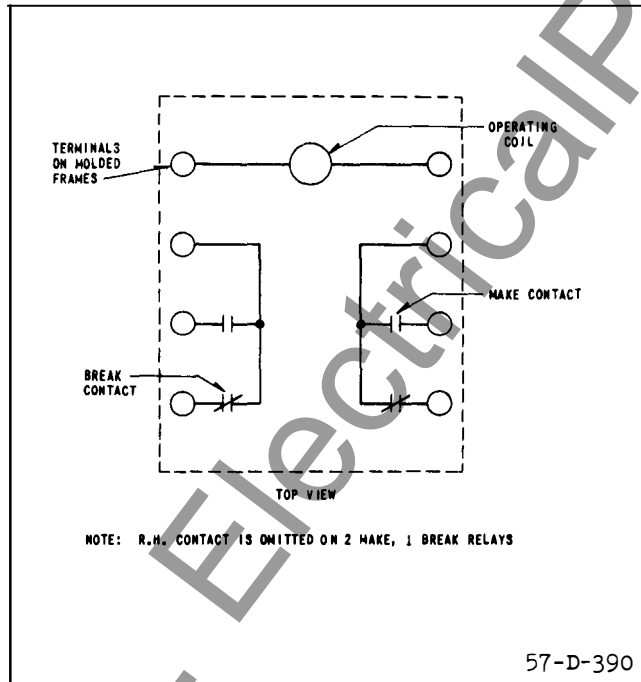 OPERATING
COIL
TERMINALS
ON MOLDED
FRAMES
MAKE CONTACT
BREAK
CONTACT
TOP VIEW
NOTE: R.H. CONTACT IS OMITTED ON 2 MAKE, 1 BREAK RELAYS
57-D-390
ElectricalP